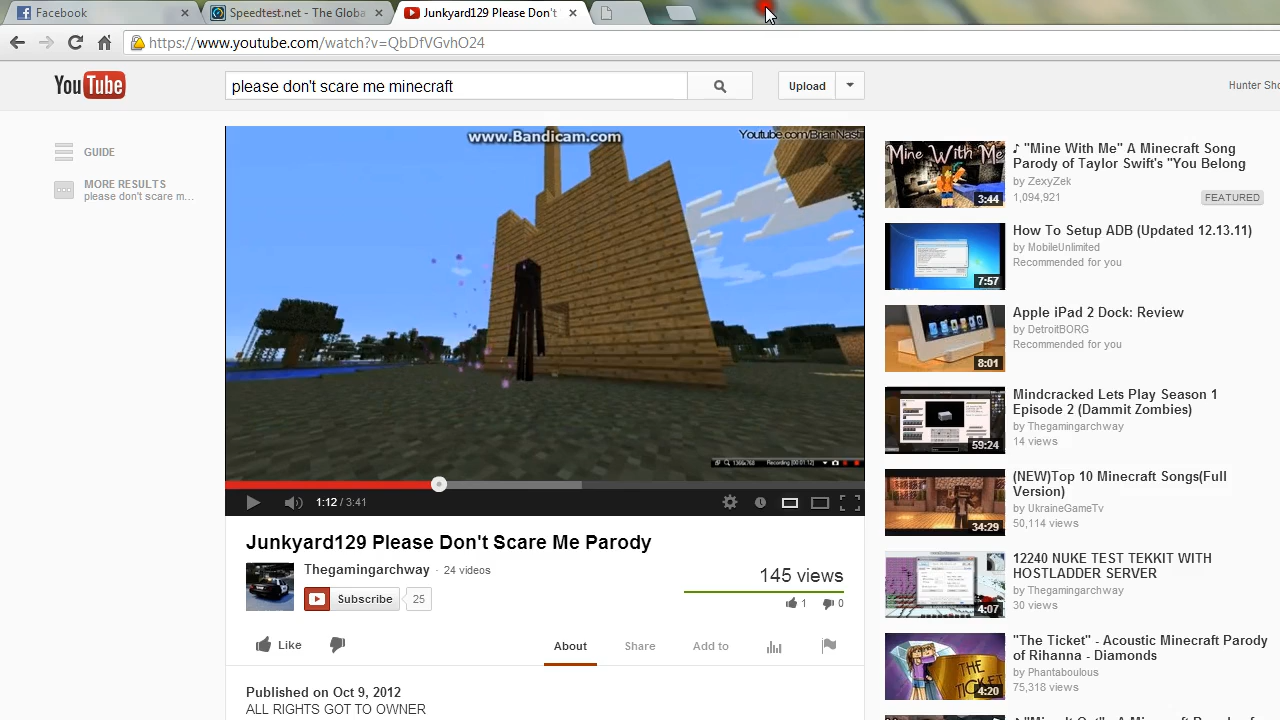 Facebook
Speedtest.net - The Globa
Junkyard129 Please Don't
https://www.youtube.com/watch?v=QbDfVGvhO24
YouTube
please don't scare me minecraft
Upload
Hunter Sho
GUIDE
MORE RESULTS
please don't scare m...
www.Bandicam.com
Youtube.com/BrianNash
1366x768
Recording [00:01:12]
1:12 / 3:41
Junkyard129 Please Don't Scare Me Parody
Thegamingarchway · 24 videos
Subscribe 25
145 views
1 0
Like
About
Share
Add to
Published on Oct 9, 2012
ALL RIGHTS GOT TO OWNER
Mine With Me
3:44
♪ "Mine With Me" A Minecraft Song
Parody of Taylor Swift's "You Belong
by ZexyZek
1,094,921
FEATURED
7:57
How To Setup ADB (Updated 12.13.11)
by MobileUnlimited
Recommended for you
8:01
Apple iPad 2 Dock: Review
by DetroitBORG
Recommended for you
59:24
Mindcracked Lets Play Season 1
Episode 2 (Dammit Zombies)
by Thegamingarchway
14 views
34:29
(NEW)Top 10 Minecraft Songs(Full
Version)
by UkraineGameTv
50,114 views
4:07
12240 NUKE TEST TEKKIT WITH
HOSTLADDER SERVER
by Thegamingarchway
30 views
THE
TICKET
4:20
"The Ticket" - Acoustic Minecraft Parody
of Rihanna - Diamonds
by Phantaboulous
75,318 views